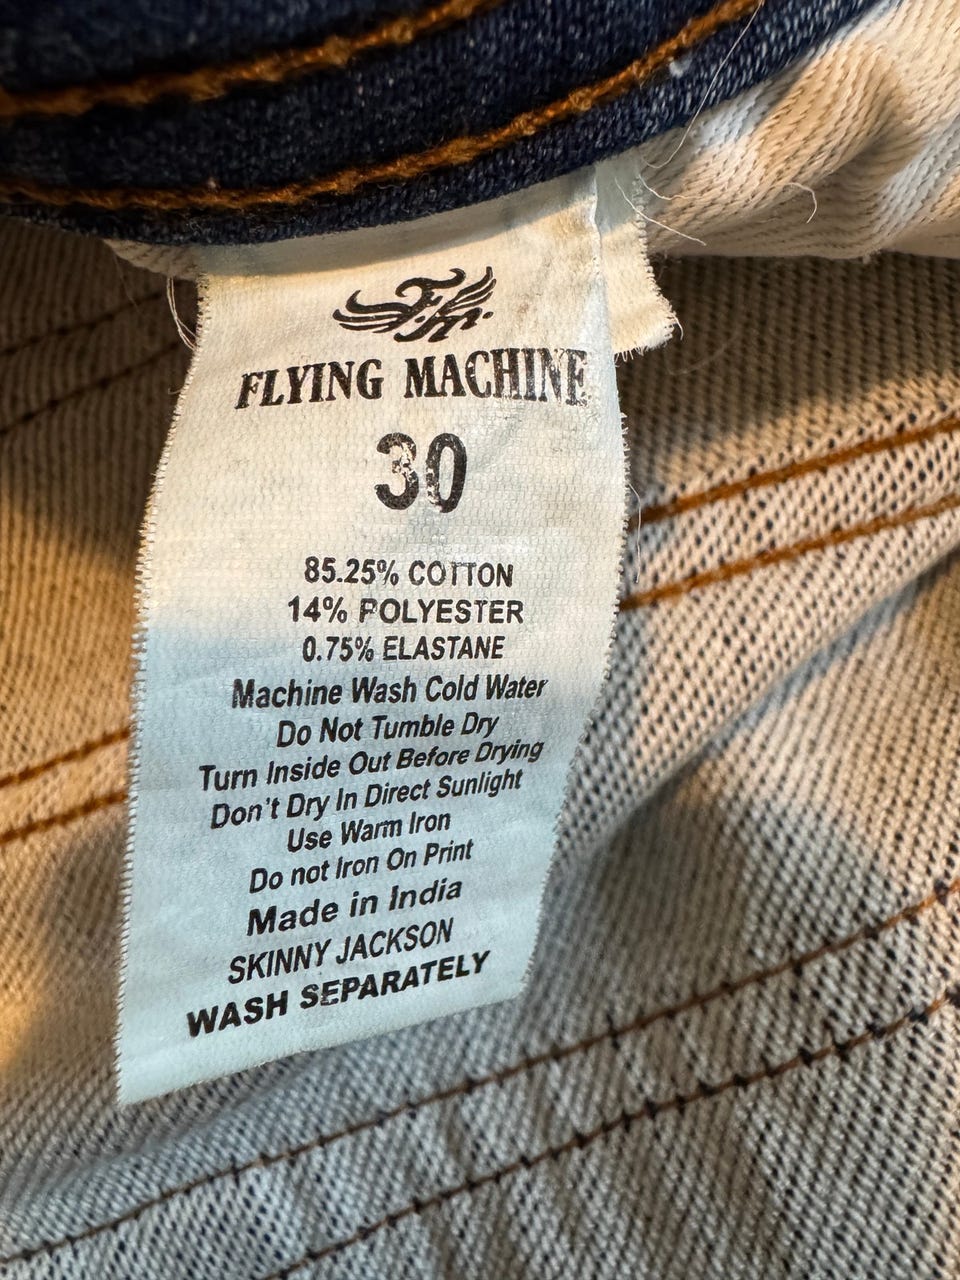 F.M.
FLYING MACHINE
30
85.25% COTTON
14% POLYESTER
0.75% ELASTANE
Machine Wash Cold Water
Do Not Tumble Dry
Turn Inside Out Before Drying
Don't Dry In Direct Sunlight
Use Warm Iron
Do not Iron On Print
Made in India
SKINNY JACKSON
WASH SEPARATELY